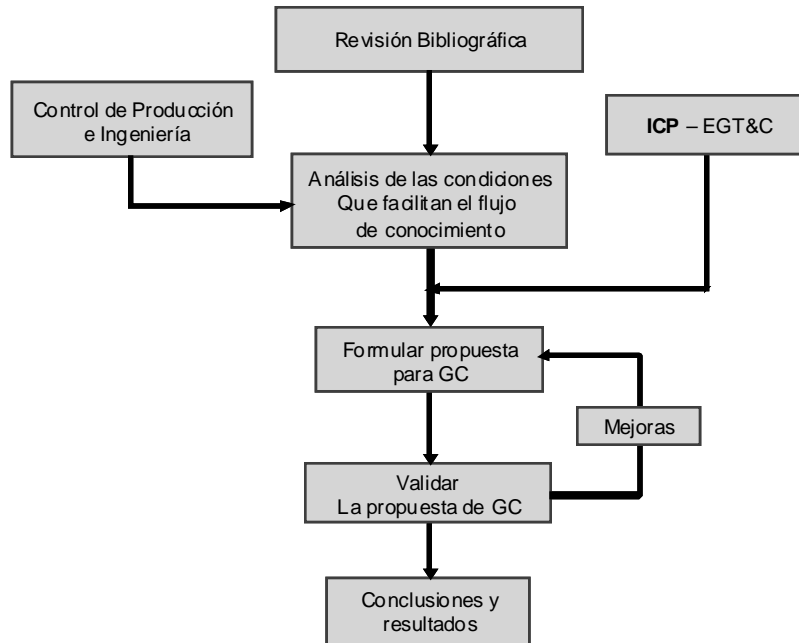 Revisión Bibliográfica
Control de Producción
e Ingeniería
ICP – EGT&C
Análisis de las condiciones
Que facilitan el flujo
de conocimiento
Formular propuesta
para GC
Mejoras
Validar
La propuesta de GC
Conclusiones y
resultados